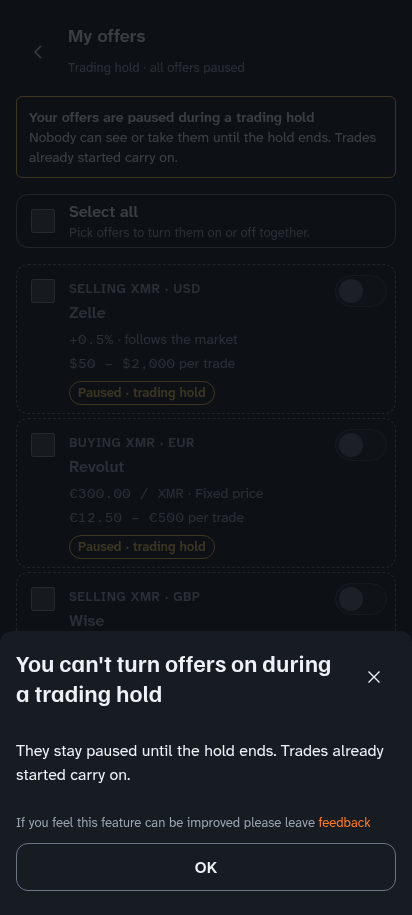 My offers
Trading hold · all offers paused
Your offers are paused during a trading hold
Nobody can see or take them until the hold ends. Trades
already started carry on.
Select all
Pick offers to turn them on or off together.
SELLING XMR · USD
Zelle
+0.5% · follows the market
$50 – $2,000 per trade
Paused · trading hold
BUYING XMR · EUR
Revolut
€300.00 / XMR · Fixed price
€12.50 – €500 per trade
Paused · trading hold
SELLING XMR · GBP
Wise
You can't turn offers on during
a trading hold
They stay paused until the hold ends. Trades already
started carry on.
If you feel this feature can be improved please leave feedback
OK